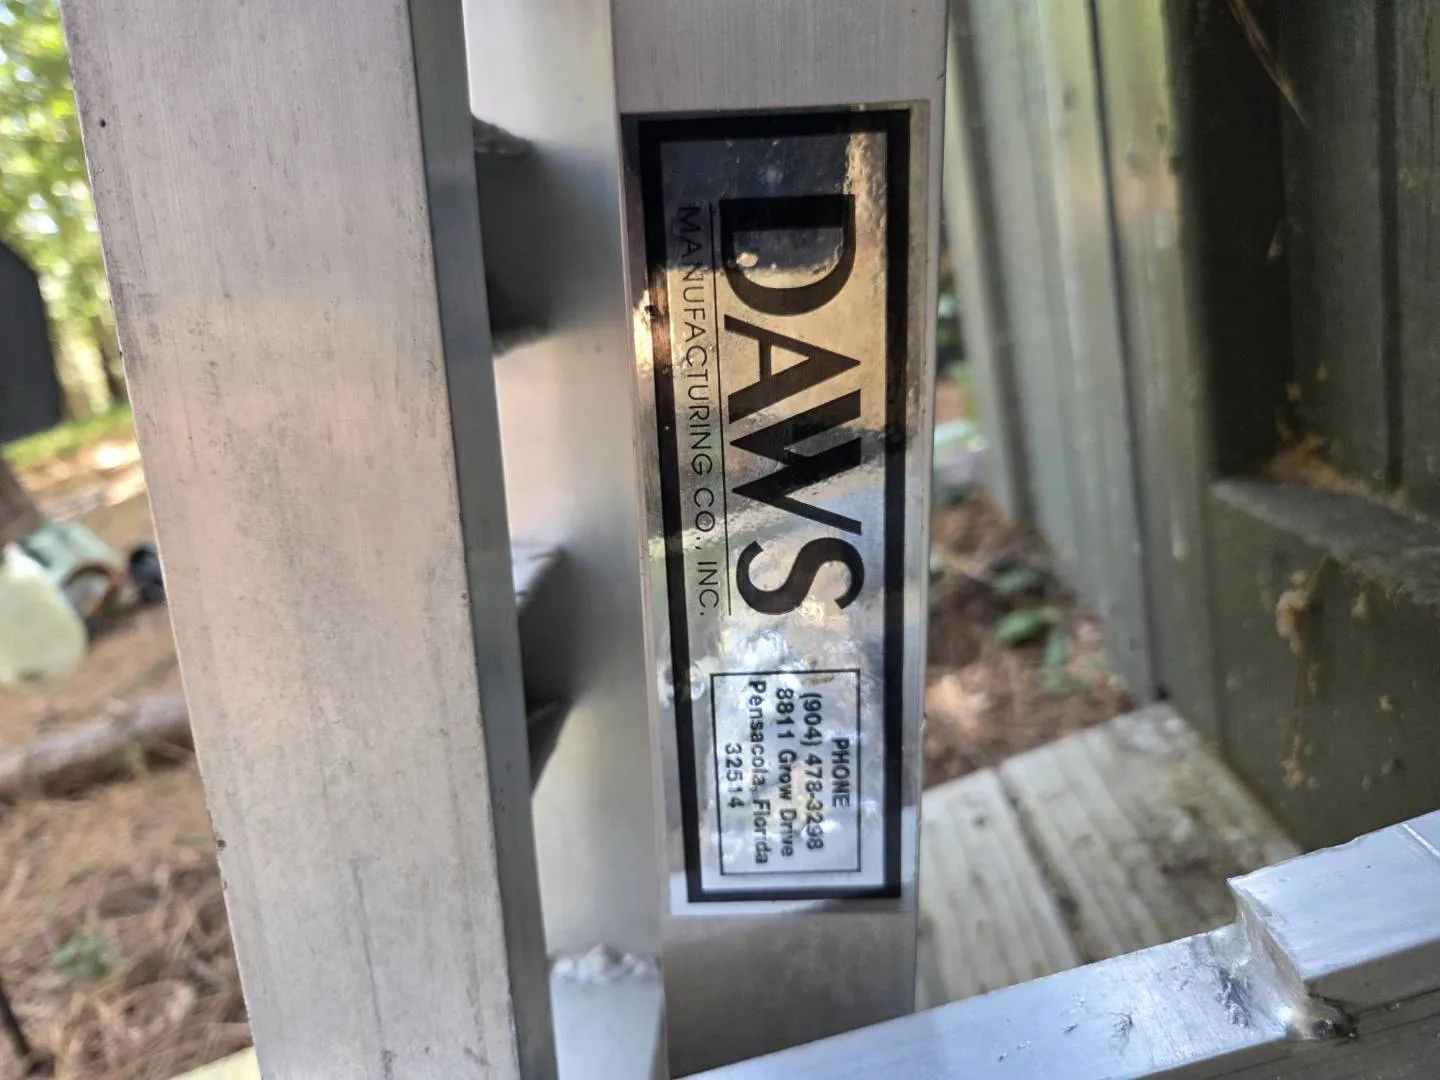 DAWS
MANUFACTURING CO., INC.
PHONE
(904) 478-3298
8811 Grow Drive
Pensacola, Florida
32514